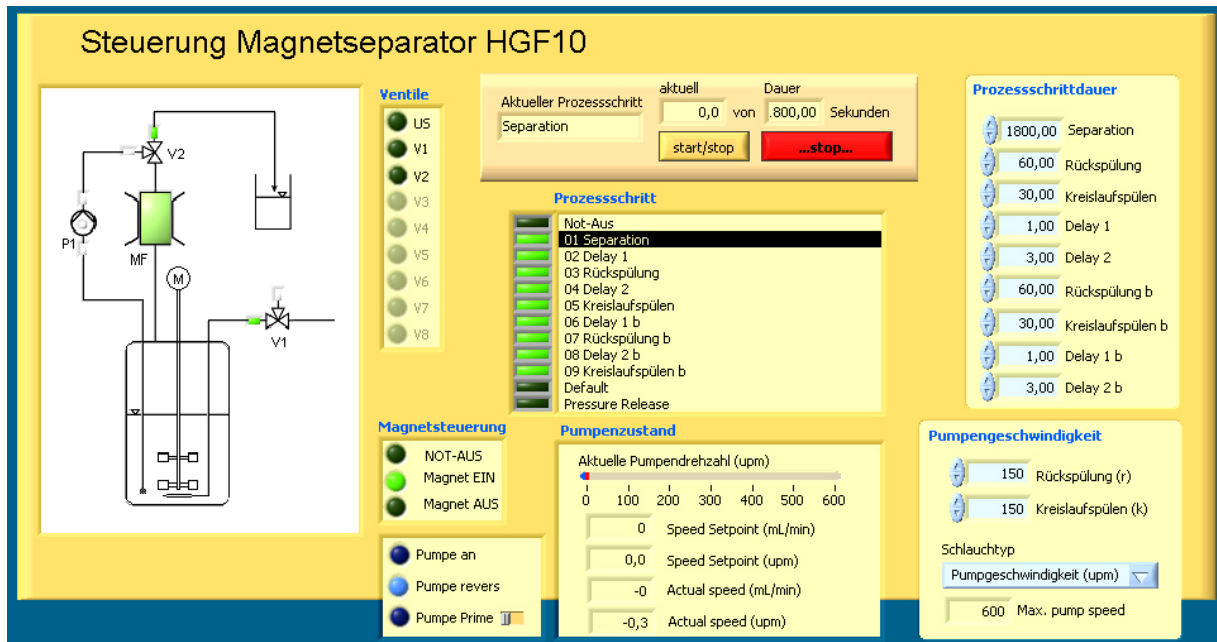 Steuerung Magnetseparator HGF10
V2
P1
MF
M
V1
Ventile
US
V1
V2
V3
V4
V5
V6
V7
V8
Aktueller Prozessschritt
Separation
aktuell
Dauer
0,0 von .800,00 Sekunden
start/stop
...stop...
Prozessschritt
Not-Aus
01 Separation
02 Delay 1
03 Rückspülung
04 Delay 2
05 Kreislaufspülen
06 Delay 1 b
07 Rückspülung b
08 Delay 2 b
09 Kreislaufspülen b
Default
Pressure Release
Prozessschrittdauer
1800,00 Separation
60,00 Rückspülung
30,00 Kreislaufspülen
1,00 Delay 1
3,00 Delay 2
60,00 Rückspülung b
30,00 Kreislaufspülen b
1,00 Delay 1 b
3,00 Delay 2 b
Magnetsteuerung
NOT-AUS
Magnet EIN
Magnet AUS
Pumpe an
Pumpe revers
Pumpe Prime
Pumpenzustand
Aktuelle Pumpendrehzahl (upm)
0 100 200 300 400 500 600
0 Speed Setpoint (mL/min)
0,0 Speed Setpoint (upm)
-0 Actual speed (mL/min)
-0,3 Actual speed (upm)
Pumpengeschwindigkeit
150 Rückspülung (r)
150 Kreislaufspülen (k)
Schlauchtyp
Pumpgeschwindigkeit (upm)
600 Max. pump speed